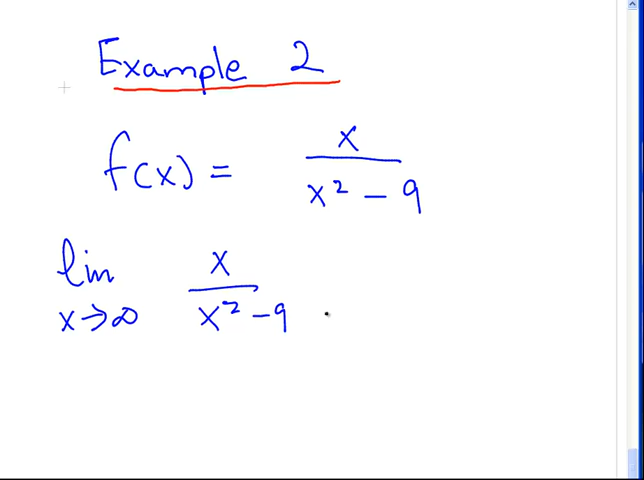 Example 2
f(x) = x / (x² - 9)
lim x→∞ x / (x² - 9)